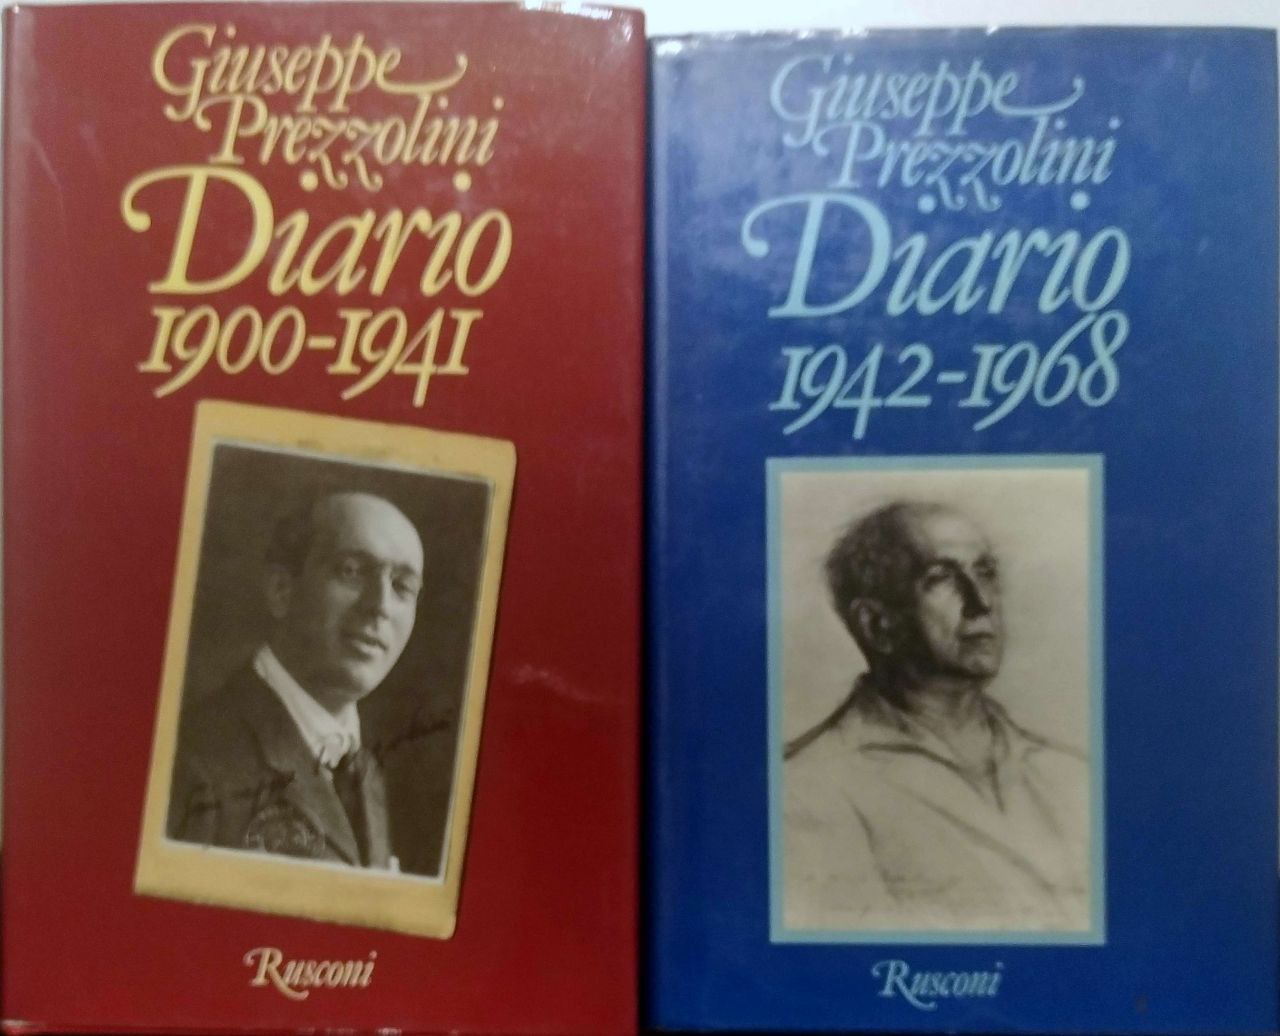 Giuseppe
Prezzolini
Diario
1900-1941
Rusconi
Giuseppe
Prezzolini
Diario
1942-1968
Rusconi